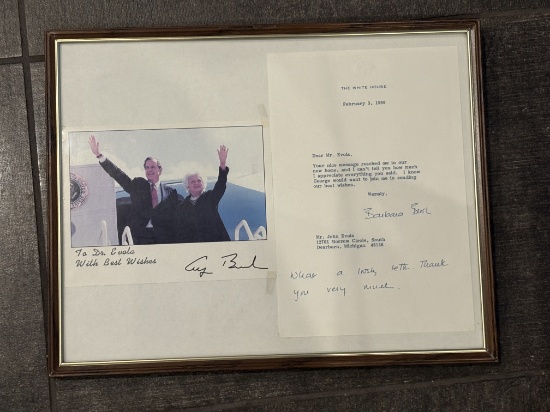 To Dr. Evola
With Best Wishes
THE WHITE HOUSE
Dear Mr. Evola,
Your nice message reached me in our
new home, and I can't tell you how much
I appreciate everything you said. I know
George would want to join me in sending
our best wishes.
Warmly,
Barbara Bush
Mr. John Evola
Circle, South
Dearborn, Michigan
What a lovely letter. Thank
you very much.